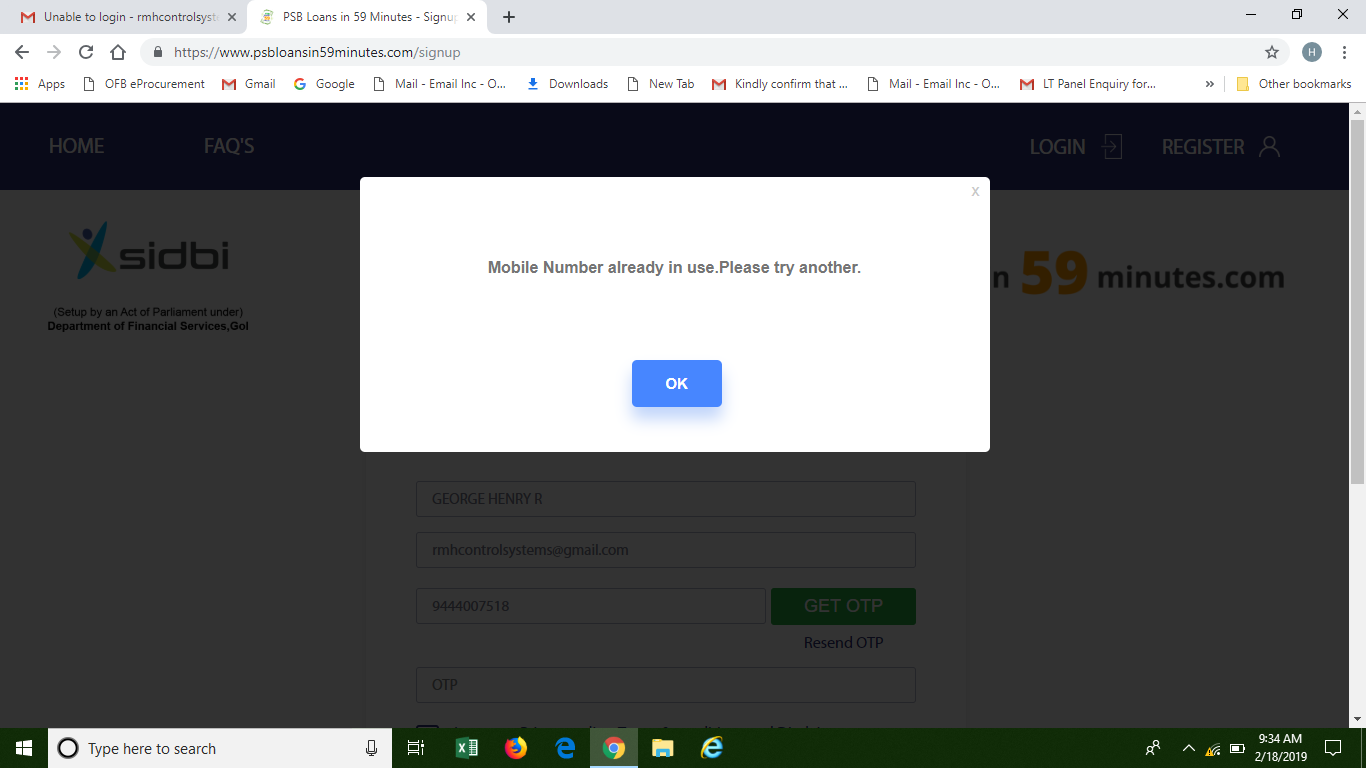 Unable to login - rmhcontrolsyst
PSB Loans in 59 Minutes - Signup
https://www.psbloansin59minutes.com/signup
H
Apps
OFB eProcurement
Gmail
Google
Mail - Email Inc - O...
Downloads
New Tab
Kindly confirm that ...
Mail - Email Inc - O...
LT Panel Enquiry for...
»
Other bookmarks
HOME
FAQ'S
LOGIN
REGISTER
x
sidbi
(Setup by an Act of Parliament under)
Department of Financial Services,GoI
n 59 minutes.com
Mobile Number already in use.Please try another.
OK
GEORGE HENRY R
rmhcontrolsystems@gmail.com
9444007518
GET OTP
Resend OTP
OTP
Type here to search
9:34 AM
2/18/2019